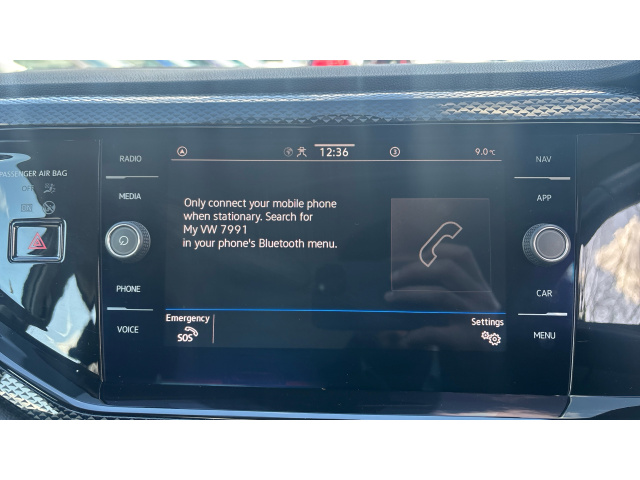 RADIO
MEDIA
PHONE
VOICE
PASSENGER AIR BAG
OFF
12:36
3
9.0°C
Only connect your mobile phone
when stationary. Search for
My VW 7991
in your phone's Bluetooth menu.
Emergency
SOS
Settings
NAV
APP
CAR
MENU